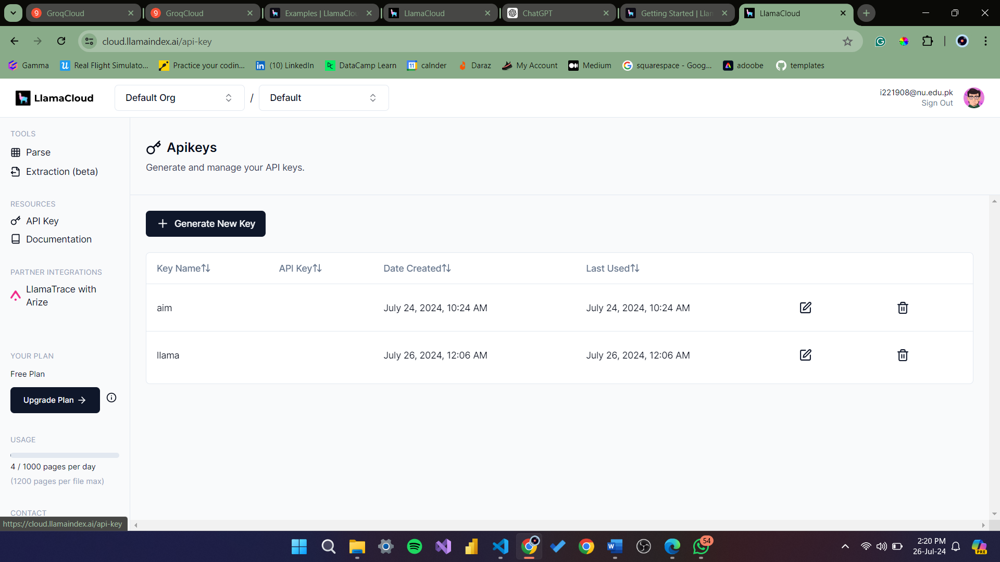 GroqCloud
GroqCloud
Examples | LlamaClou
LlamaCloud
ChatGPT
Getting Started | Llan
LlamaCloud
cloud.llamaindex.ai/api-key
Gamma
Real Flight Simulato...
Practice your codin...
(10) LinkedIn
DataCamp Learn
calnder
Daraz
My Account
Medium
squarespace - Goog...
adoobe
templates
LlamaCloud
Default Org
/
Default
i221908@nu.edu.pk
Sign Out
TOOLS
Parse
Extraction (beta)
RESOURCES
API Key
Documentation
PARTNER INTEGRATIONS
LlamaTrace with
Arize
YOUR PLAN
Free Plan
Upgrade Plan →
USAGE
4 / 1000 pages per day
(1200 pages per file max)
CONTACT
https://cloud.llamaindex.ai/api-key
Apikeys
Generate and manage your API keys.
Generate New Key
Key Name API Key Date Created Last Used
aim July 24, 2024, 10:24 AM July 24, 2024, 10:24 AM
llama July 26, 2024, 12:06 AM July 26, 2024, 12:06 AM
54
2:20 PM
26-Jul-24
PRE